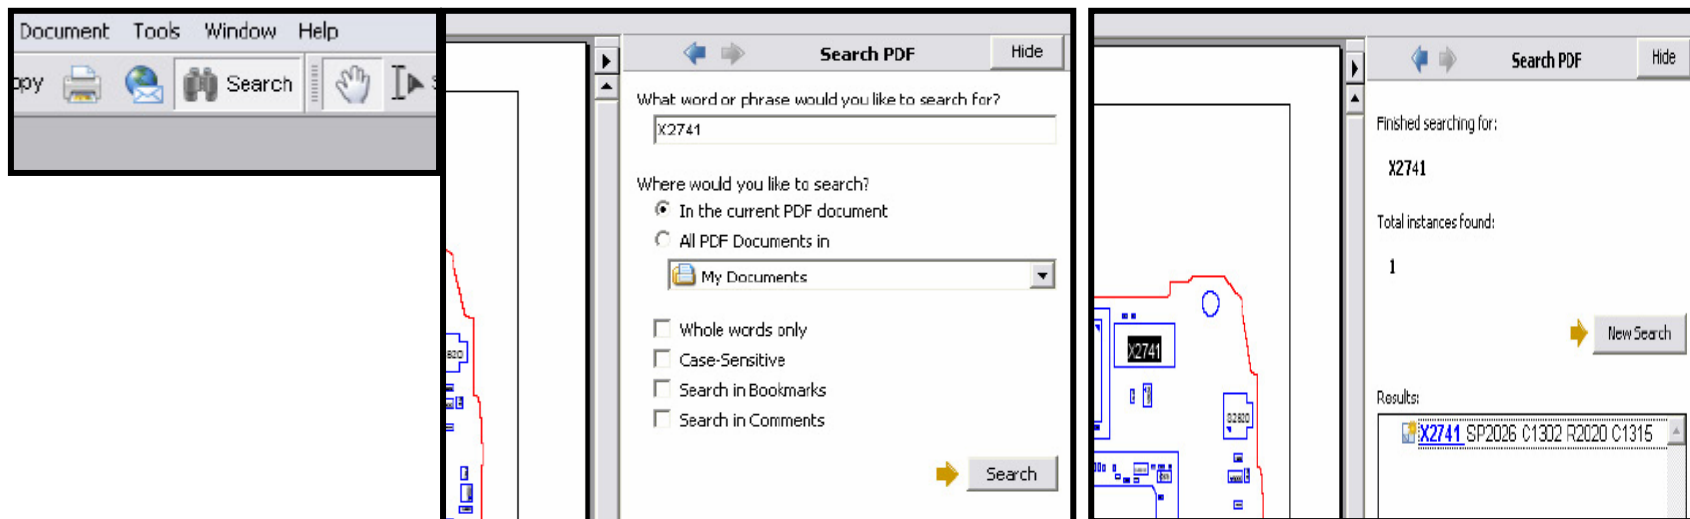 Document Tools Window Help
opy Search
Search PDF Hide
What word or phrase would you like to search for?
X2741
Where would you like to search?
In the current PDF document
All PDF Documents in
My Documents
Whole words only
Case-Sensitive
Search in Bookmarks
Search in Comments
Search
Search PDF Hide
Finished searching for:
X2741
Total instances found:
1
New Search
Results:
X2741 SP2026 C1302 R2020 C1315
X2741